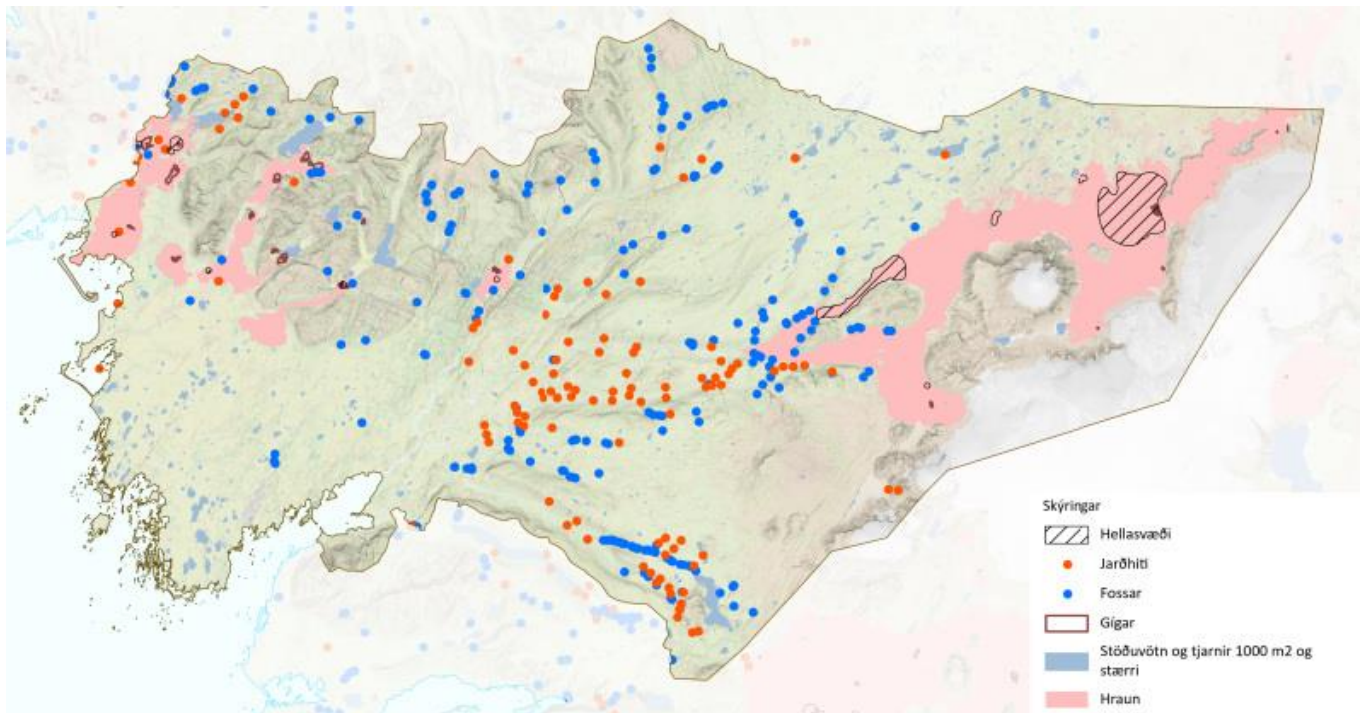 Skýringar
Hellasvæði
Jarðhiti
Fossar
Gígar
Stöðuvötn og tjarnir 1000 m2 og
stærri
Hraun